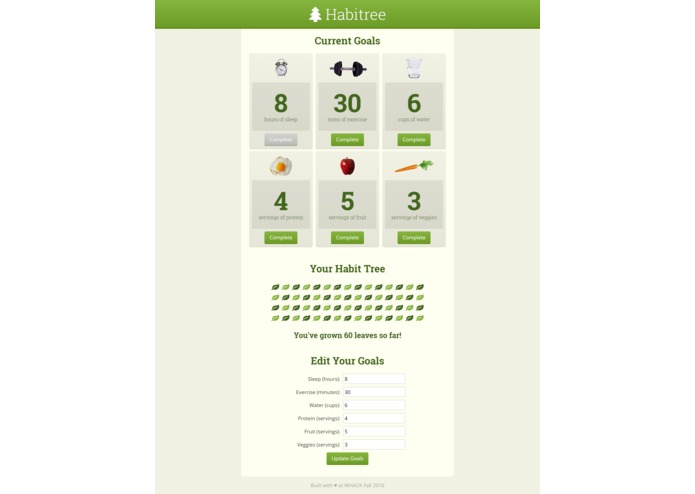 Habitree
Current Goals
8
hours of sleep
Complete
30
mins of exercise
Complete
6
cups of water
Complete
4
servings of protein
Complete
5
servings of fruit
Complete
3
servings of veggies
Complete
Your Habit Tree
You've grown 60 leaves so far!
Edit Your Goals
Sleep (hours): 8
Exercise (minutes): 30
Water (cups): 6
Protein (servings): 4
Fruit (servings): 5
Veggies (servings): 3
Update Goals
Built with ♥ at WHACK Fall 2016